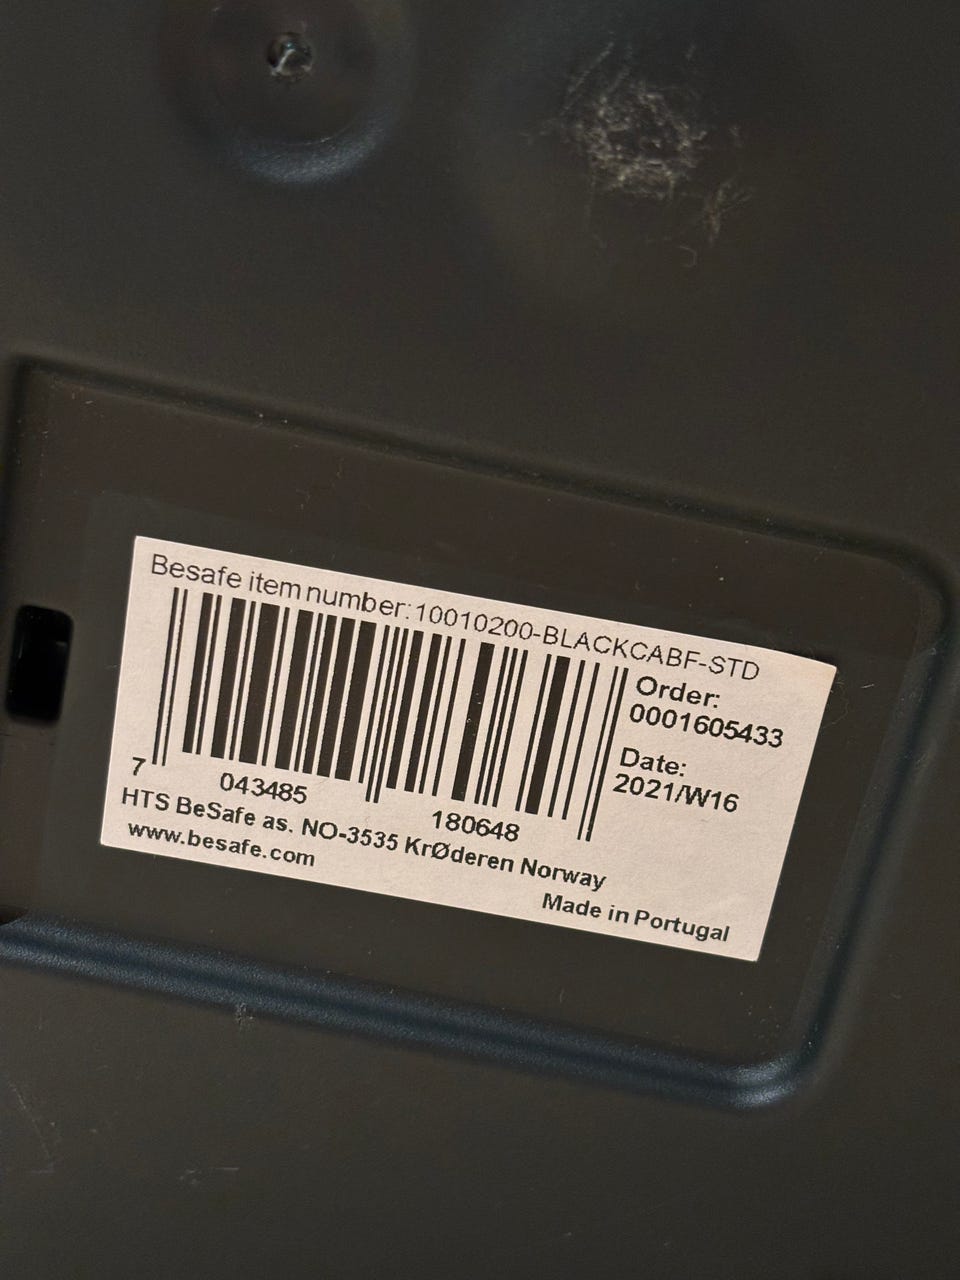 Besafe item number:10010200-BLACKCABF-STD
Order:
0001605433
Date:
2021/W16
7 043485 180648
HTS BeSafe as. NO-3535 KrØderen Norway
www.besafe.com
Made in Portugal